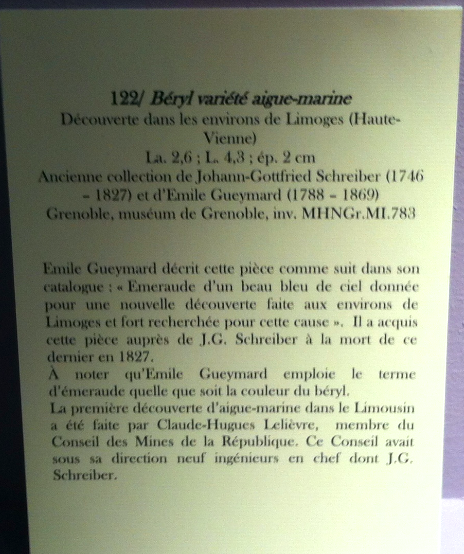 122/ Béryl variété aigue-marine
Découverte dans les environs de Limoges (Haute-
Vienne)
La. 2,6 ; L. 4,3 ; ép. 2 cm
Ancienne collection de Johann-Gottfried Schreiber (1746
– 1827) et d'Emile Gueymard (1788 – 1869)
Grenoble, muséum de Grenoble, inv. MHNGr.MI.783
Emile Gueymard décrit cette pièce comme suit dans son
catalogue : « Emeraude d'un beau bleu de ciel donnée
pour une nouvelle découverte faite aux environs de
Limoges et fort recherchée pour cette cause ». Il a acquis
cette pièce auprès de J.G. Schreiber à la mort de ce
dernier en 1827.
À noter qu'Emile Gueymard emploie le terme
d'émeraude quelle que soit la couleur du béryl.
La première découverte d'aigue-marine dans le Limousin
a été faite par Claude-Hugues Lelièvre, membre du
Conseil des Mines de la République. Ce Conseil avait
sous sa direction neuf ingénieurs en chef dont J.G.
Schreiber.